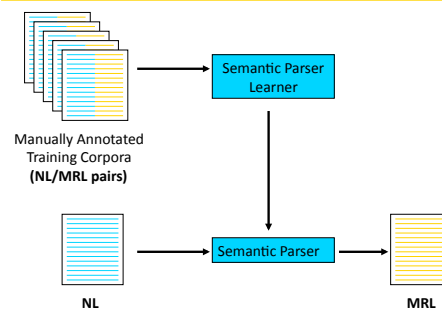 Semantic Parser
Learner
Manually Annotated
Training Corpora
(NL/MRL pairs)
Semantic Parser
NL
MRL